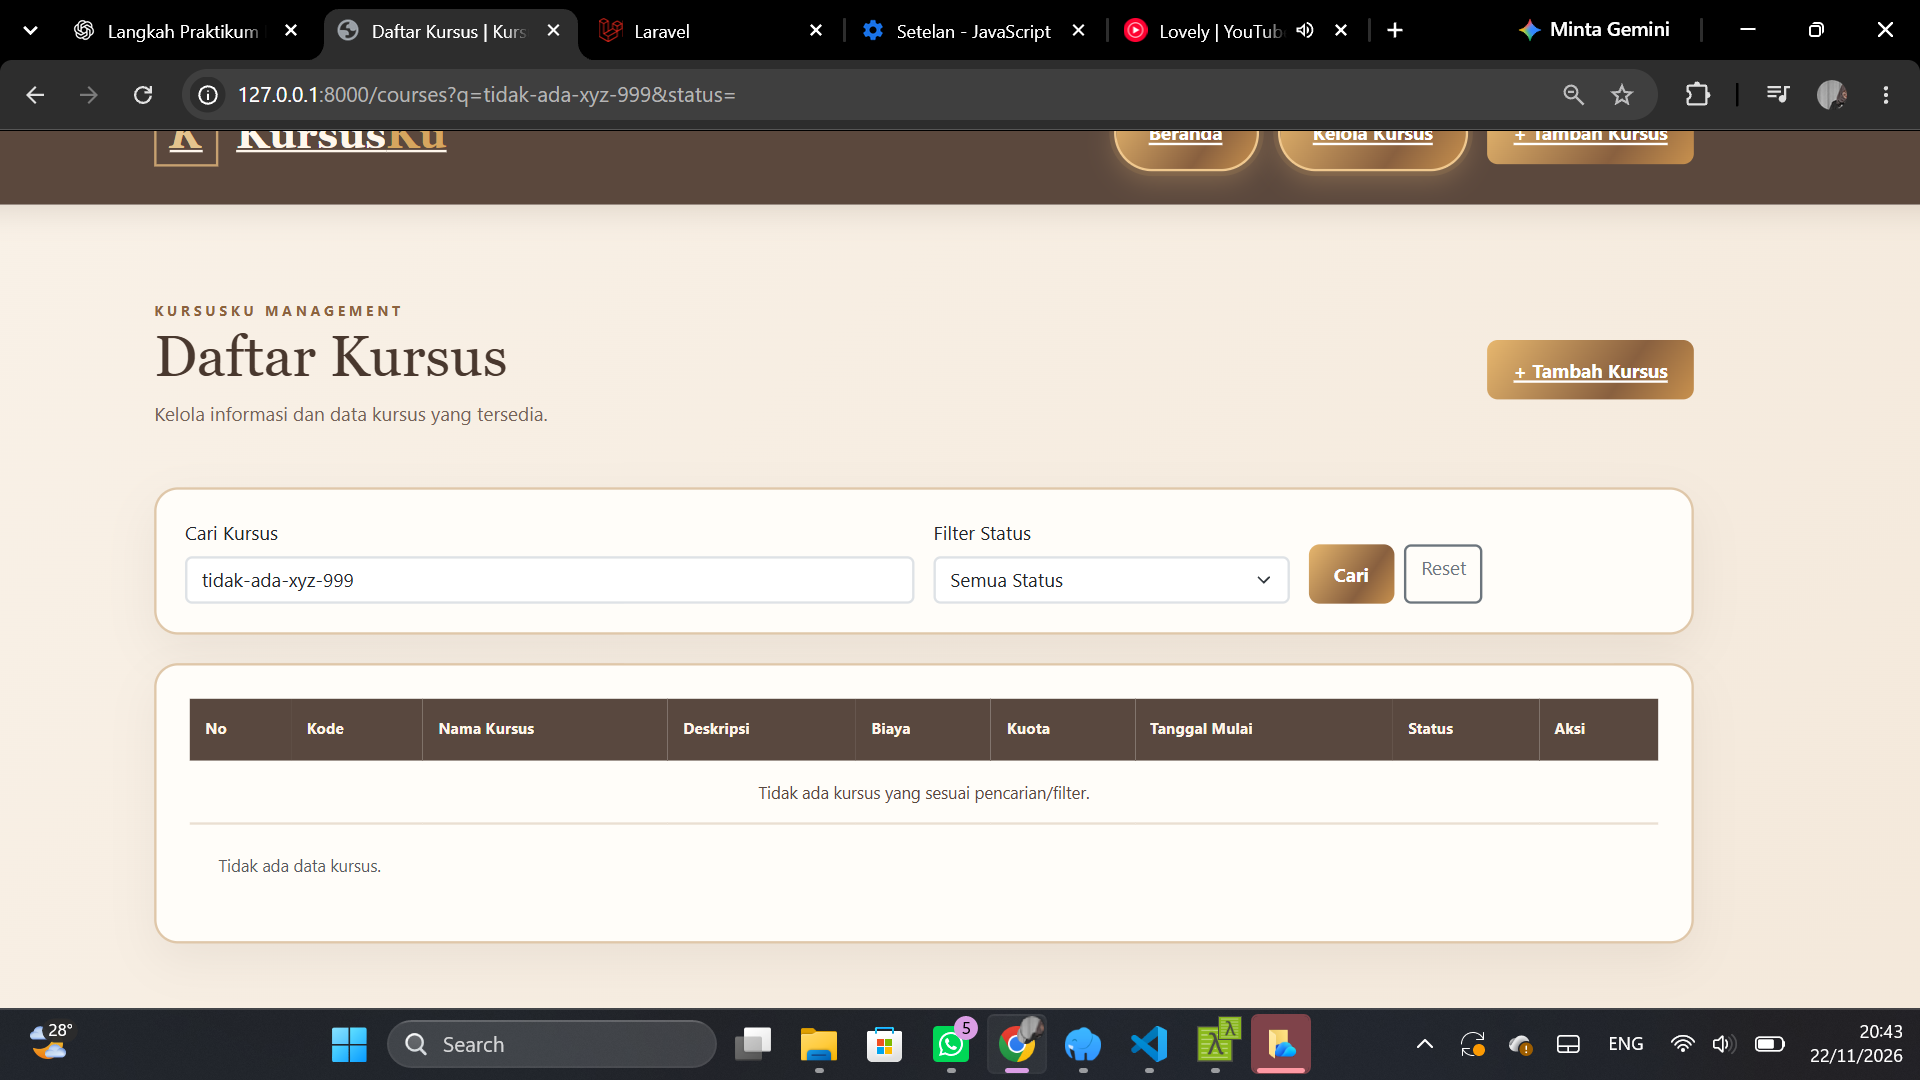 Langkah Praktikum
Daftar Kursus | Kurs
Laravel
Setelan - JavaScript
Lovely | YouTub
Minta Gemini
127.0.0.1:8000/courses?q=tidak-ada-xyz-999&status=
K KursusKu
Beranda
Kelola Kursus
+ Tambah Kursus
KURSUSKU MANAGEMENT
Daftar Kursus
Kelola informasi dan data kursus yang tersedia.
+ Tambah Kursus
Cari Kursus
Filter Status
tidak-ada-xyz-999
Semua Status
Cari
Reset
No Kode Nama Kursus Deskripsi Biaya Kuota Tanggal Mulai Status Aksi
Tidak ada kursus yang sesuai pencarian/filter.
Tidak ada data kursus.
28°
Search
5
ENG
20:43
22/11/2026